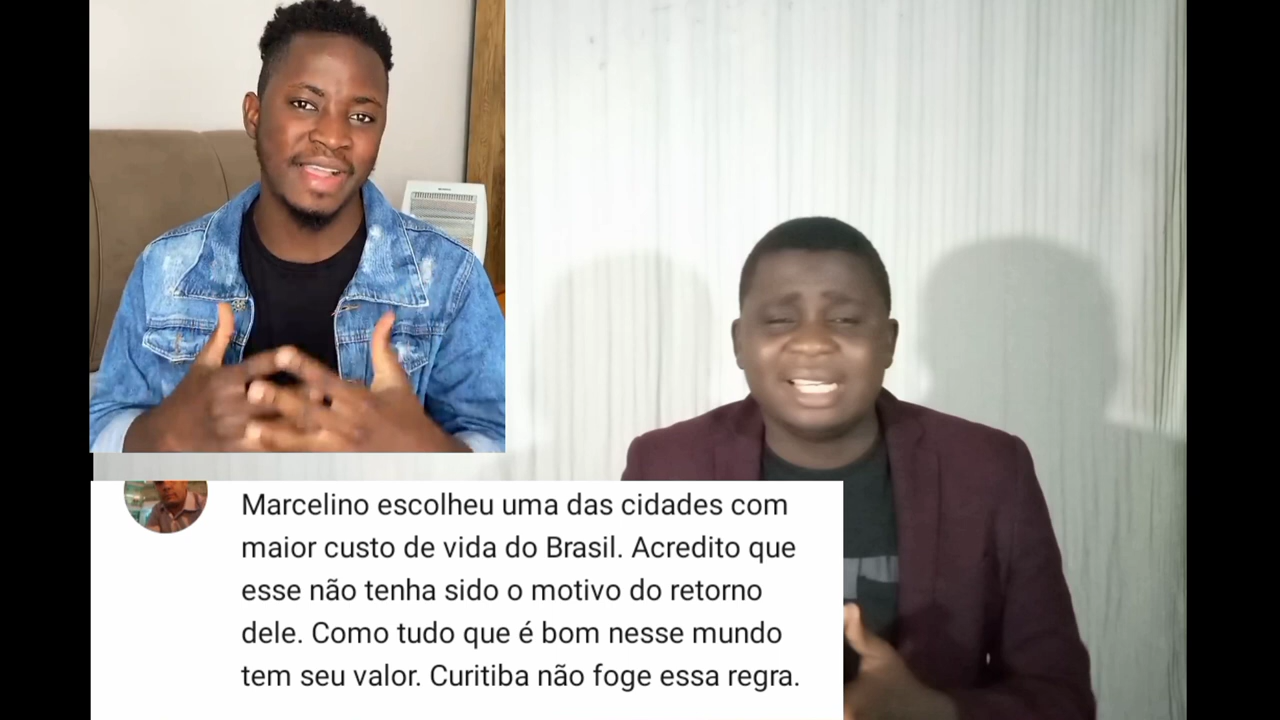 Marcelino escolheu uma das cidades com
maior custo de vida do Brasil. Acredito que
esse não tenha sido o motivo do retorno
dele. Como tudo que é bom nesse mundo
tem seu valor. Curitiba não foge essa regra.